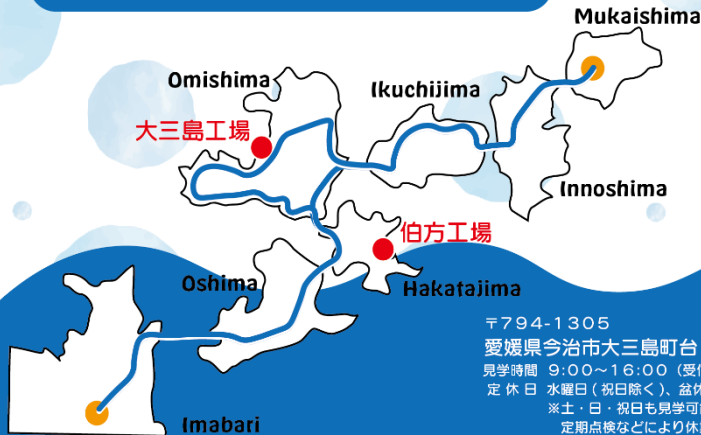 Mukaishima
Omishima
Ikuchijima
大三島工場
Innoshima
伯方工場
Oshima
Hakatajima
〒794-1305
愛媛県今治市大三島町台
見学時間 9:00〜16:00（受
定休日 水曜日(祝日除く)、盆休
※土・日・祝日も見学可
定期点検などにより休
Imabari